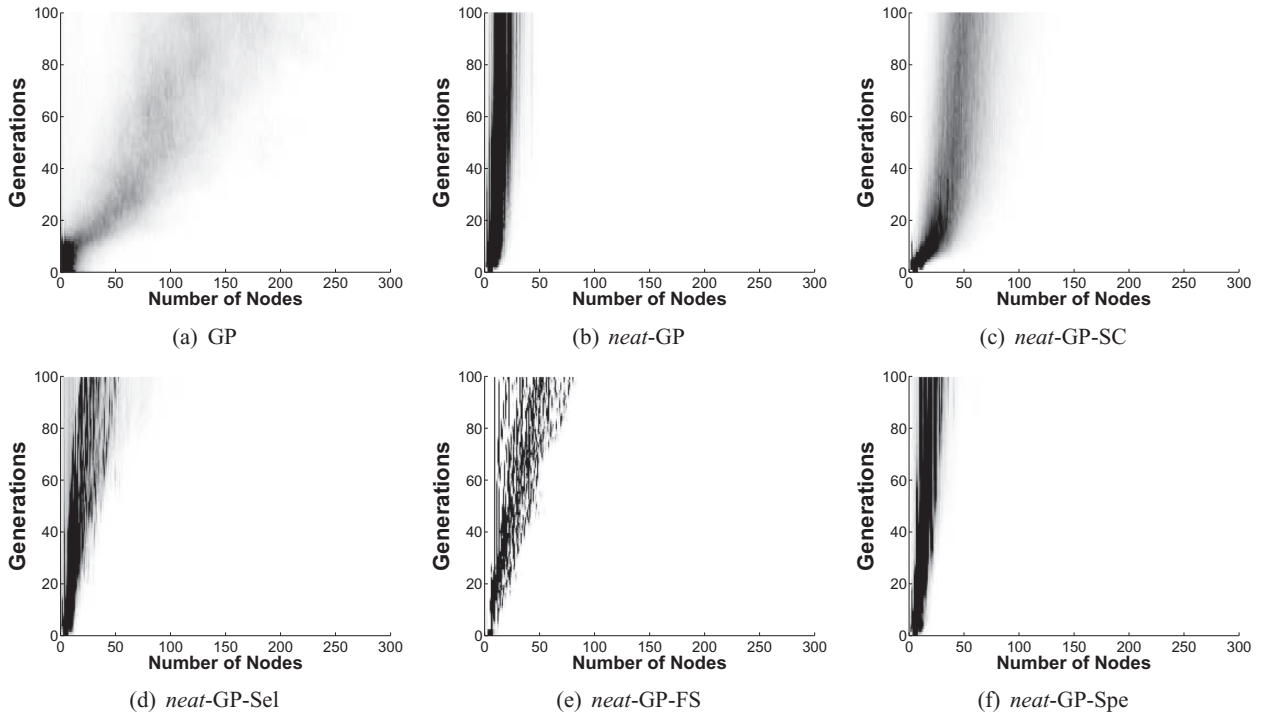 100
80
60
40
20
0
Generations
0 50 100 150 200 250 300
Number of Nodes
(a) GP
100
80
60
40
20
0
Generations
0 50 100 150 200 250 300
Number of Nodes
(b) neat-GP
100
80
60
40
20
0
Generations
0 50 100 150 200 250 300
Number of Nodes
(c) neat-GP-SC
100
80
60
40
20
0
Generations
0 50 100 150 200 250 300
Number of Nodes
(d) neat-GP-Sel
100
80
60
40
20
0
Generations
0 50 100 150 200 250 300
Number of Nodes
(e) neat-GP-FS
100
80
60
40
20
0
Generations
0 50 100 150 200 250 300
Number of Nodes
(f) neat-GP-Spe